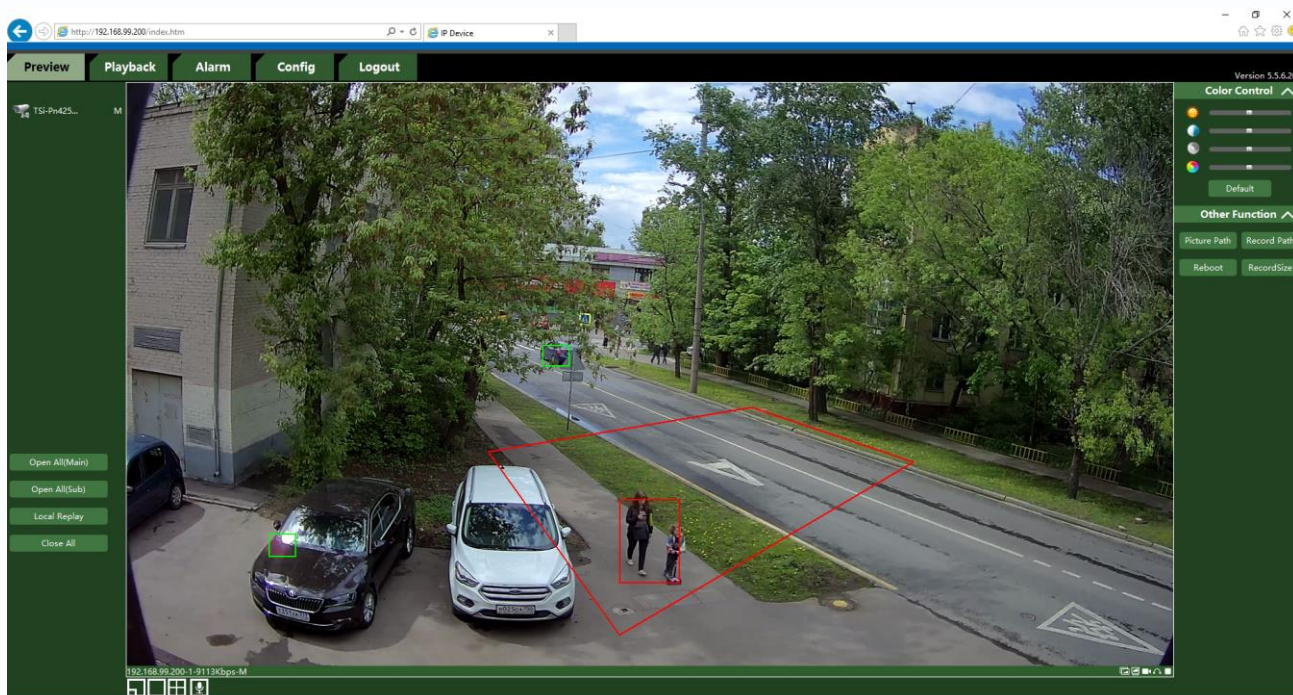 http://192.168.99.200/index.htm
IP Device
Preview
Playback
Alarm
Config
Logout
Version 5.5.6.20
TSi-Pn425...
M
Color Control
Default
Other Function
Picture Path
Record Path
Reboot
RecordSize
Open All(Main)
Open All(Sub)
Local Replay
Close All
192.168.99.200-1-9113Kbps-M